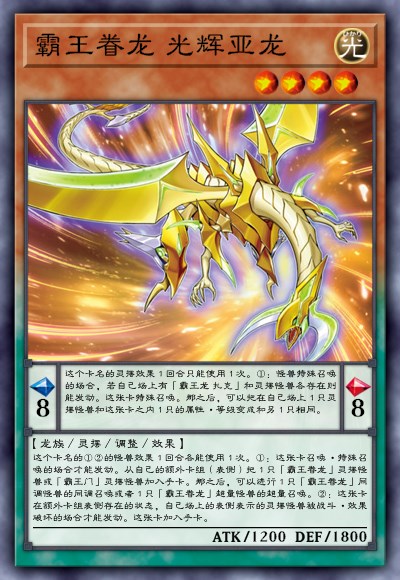 霸王眷龙 光辉亚龙
光
这个卡名的灵摆效果1回合只能使用1次。①：怪兽特殊召唤
的场合，若自己场上有「霸王龙 扎克」和灵摆怪兽各存在则
能发动。这张卡特殊召唤。那之后，可以把自己场上1只灵
摆怪兽和这张卡之内1只的属性·等级变成和另1只相同。
8
8
【龙族／灵摆／调整／效果】
这个卡名的①②的怪兽效果1回合各能使用1次。①：这张卡召唤·特殊召
唤的场合才能发动。从自己的额外卡组（表侧）把1只「霸王眷龙」灵摆怪
兽或「霸王门」灵摆怪兽加入手卡。那之后，可以进行1只「霸王眷龙」同
调怪兽的同调召唤或者1只「霸王眷龙」超量怪兽的超量召唤。②：这张卡
在额外卡组表侧存在的状态，自己场上的表侧表示的灵摆怪兽被战斗·效果
破坏的场合才能发动。这张卡加入手卡。
ATK/1200 DEF/1800